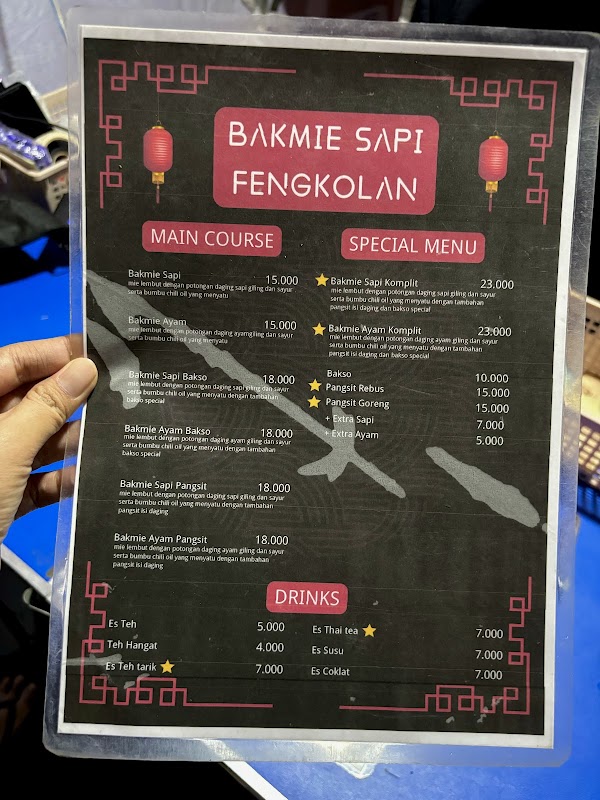 BAKMIE SAPI
FENGKOLAN
MAIN COURSE
Bakmie Sapi 15.000
mie lembut dengan potongan daging sapi giling dan sayur
serta bumbu chili oil yang menyatu
Bakmie Ayam 15.000
mie lembut dengan potongan daging ayamgiling dan sayur
serta bumbu chili oil yang menyatu
Bakmie Sapi Bakso 18.000
mie lembut dengan potongan daging sapi giling dan sayur
serta bumbu chili oil yang menyatu dengan tambahan
bakso special
Bakmie Ayam Bakso 18.000
mie lembut dengan potongan daging ayam giling dan sayur
serta bumbu chili oil yang menyatu dengan tambahan
bakso special
Bakmie Sapi Pangsit 18.000
mie lembut dengan potongan daging sapi giling dan sayur
serta bumbu chili oil yang menyatu dengan tambahan
pangsit isi daging
Bakmie Ayam Pangsit 18.000
mie lembut dengan potongan daging ayam giling dan sayur
serta bumbu chili oil yang menyatu dengan tambahan
pangsit isi daging
SPECIAL MENU
Bakmie Sapi Komplit 23.000
mie lembut dengan potongan daging sapi giling dan sayur
serta bumbu chili oil yang menyatu dengan tambahan
pangsit isi daging dan bakso special
Bakmie Ayam Komplit 23.000
mie lembut dengan potongan daging ayam giling dan sayur
serta bumbu chili oil yang menyatu dengan tambahan
pangsit isi daging dan bakso special
Bakso 10.000
Pangsit Rebus 15.000
Pangsit Goreng 15.000
+ Extra Sapi 7.000
+ Extra Ayam 5.000
DRINKS
Es Teh 5.000
Teh Hangat 4.000
Es Teh tarik 7.000
Es Thai tea 7.000
Es Susu 7.000
Es Coklat 7.000